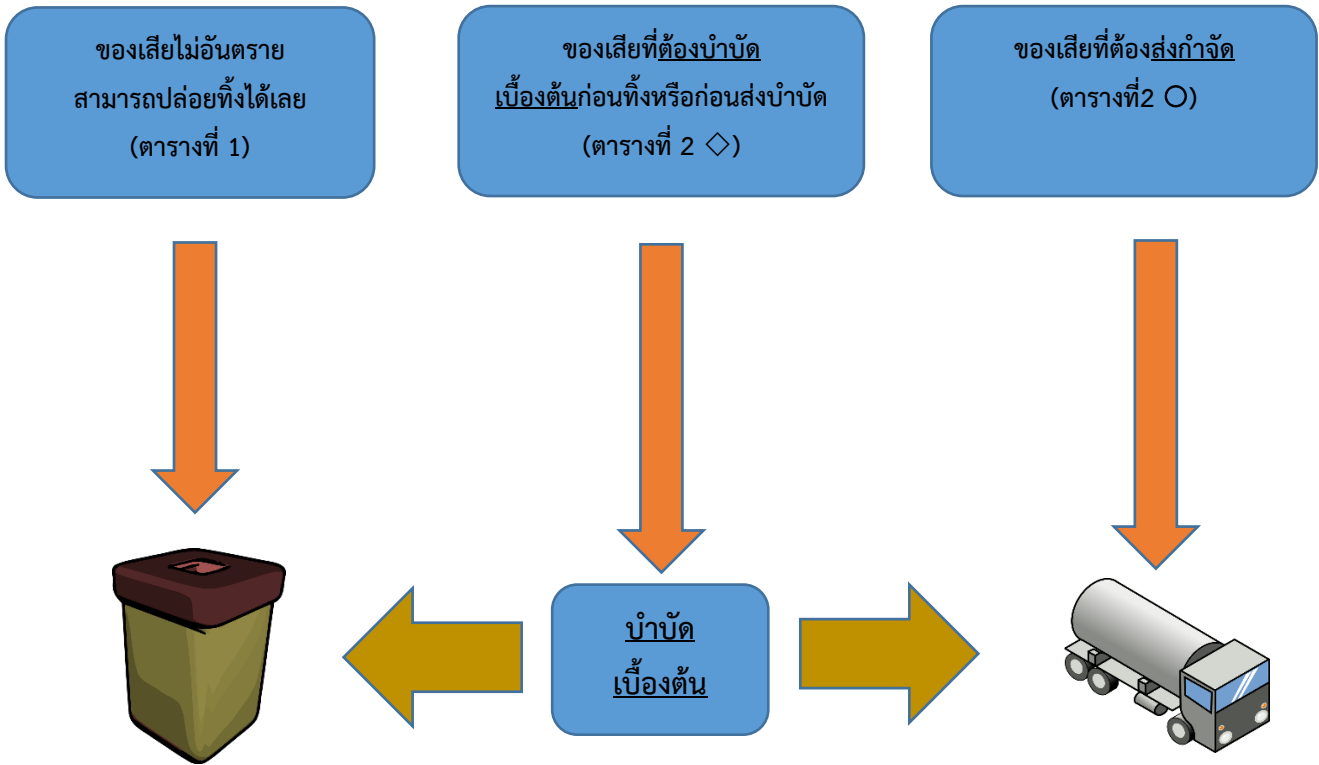 ของเสียไม่อันตราย
สามารถปล่อยทิ้งได้เลย
(ตารางที่ 1)
ของเสียที่ต้องบำบัด
เบื้องต้นก่อนทิ้งหรือก่อนส่งบำบัด
(ตารางที่ 2 ◇)
ของเสียที่ต้องส่งกำจัด
(ตารางที่2 ○)
บำบัด
เบื้องต้น